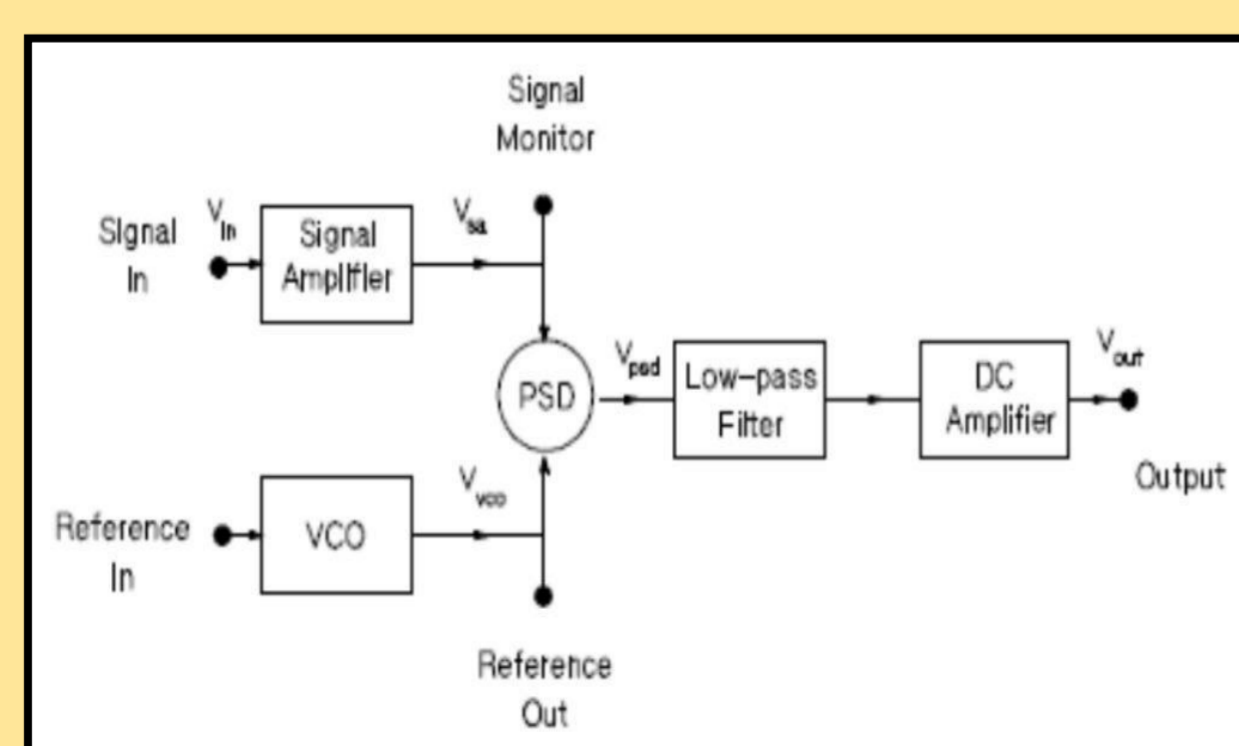 Signal
Monitor
Signal
In
V_in
Signal
Amplifier
V_sa
PSD
V_psd
Low-pass
Filter
DC
Amplifier
V_out
Output
Reference
In
VCO
V_vco
Reference
Out